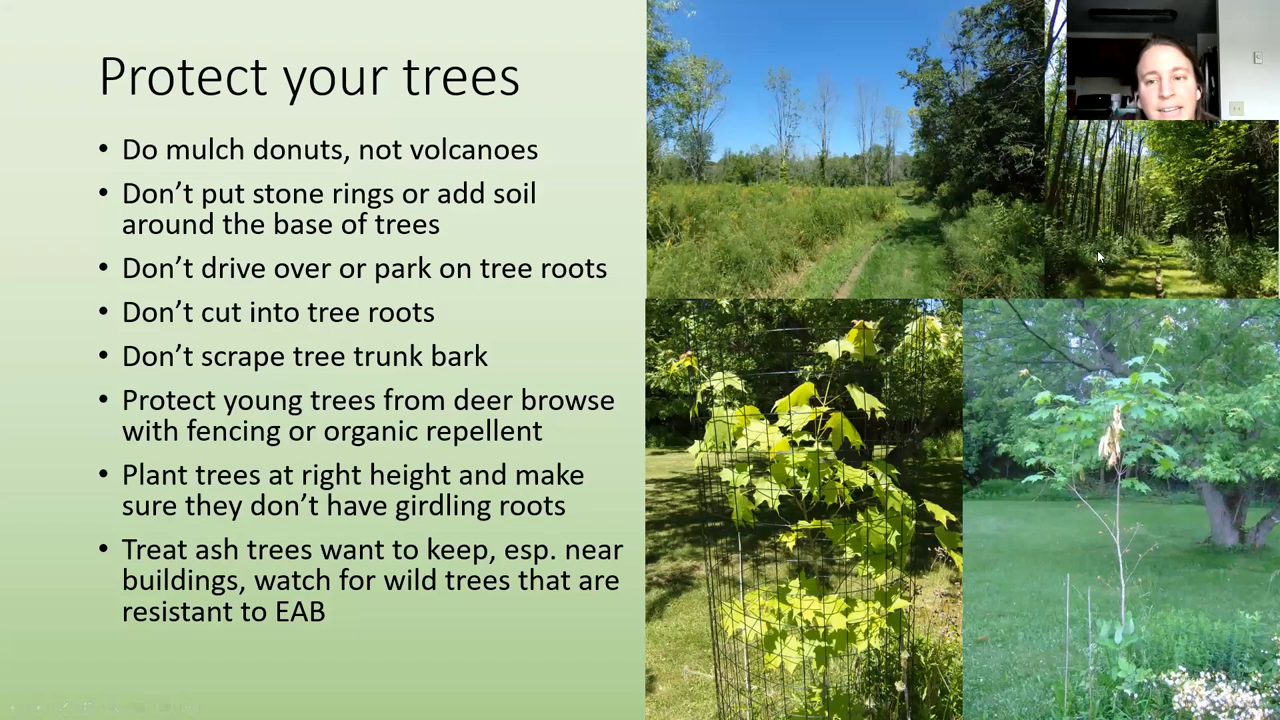 Protect your trees
• Do mulch donuts, not volcanoes
• Don’t put stone rings or add soil
around the base of trees
• Don’t drive over or park on tree roots
• Don’t cut into tree roots
• Don’t scrape tree trunk bark
• Protect young trees from deer browse
with fencing or organic repellent
• Plant trees at right height and make
sure they don’t have girdling roots
• Treat ash trees want to keep, esp. near
buildings, watch for wild trees that are
resistant to EAB